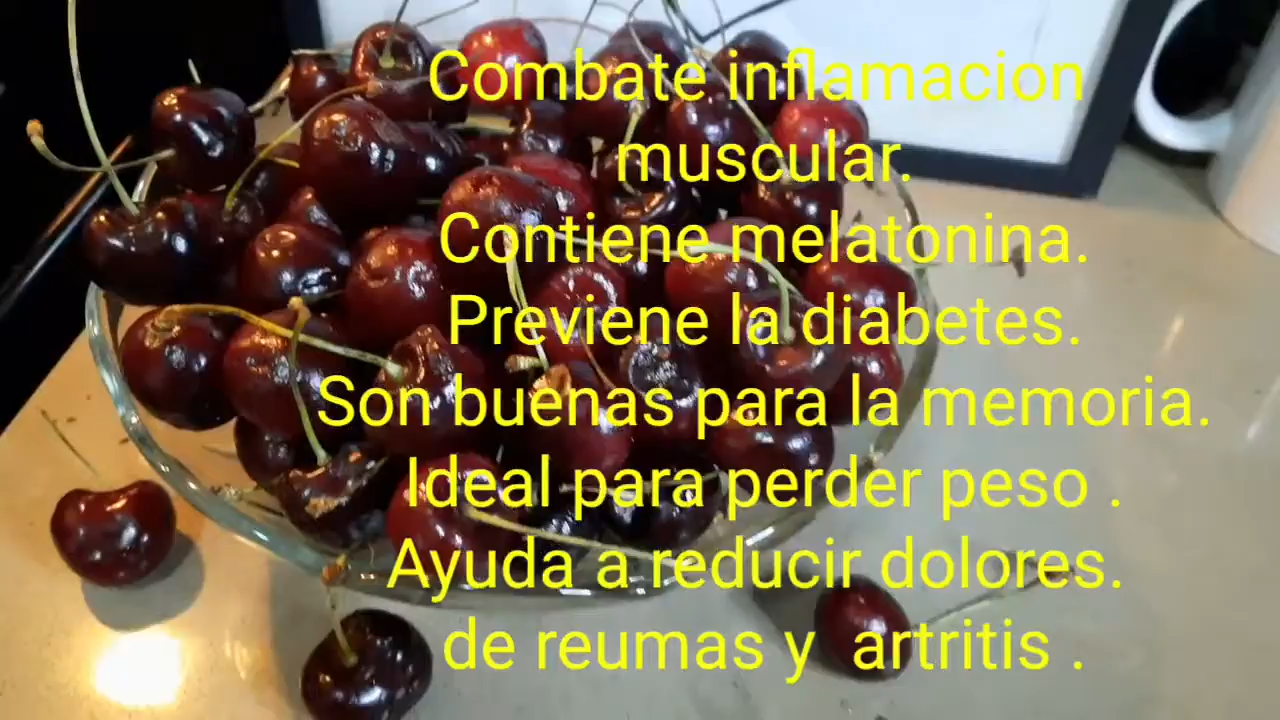 Combate inflamacion
muscular.
Contiene melatonina.
Previene la diabetes.
Son buenas para la memoria.
Ideal para perder peso .
Ayuda a reducir dolores.
de reumas y  artritis .